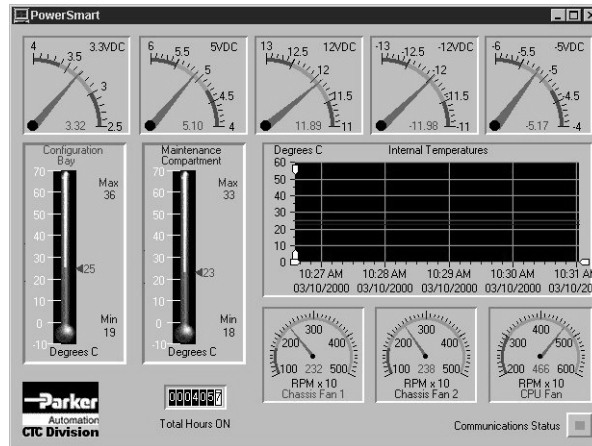 PowerSmart
4 3.3VDC
3.5
3
2.5
3.32
6 5VDC
5.5
5
4.5
4
5.10
13 12VDC
12.5
12
11.5
11
11.89
-13 -12VDC
-12.5
-12
-11.5
-11
-11.98
-6 -5VDC
-5.5
-5
-4.5
-4
-5.17
Configuration
Bay
70
60
50
40
30
20
10
0
-10
Max
36
25
Min
19
Degrees C
Maintenance
Compartment
70
60
50
40
30
20
10
0
-10
Max
33
23
Min
18
Degrees C
Degrees C Internal Temperatures
60
50
40
30
20
10
0
10:27 AM 10:28 AM 10:29 AM 10:30 AM 10:31 AM
03/10/2000 03/10/2000 03/10/2000 03/10/2000 03/10/2000
200 300 400
100 232 500
RPM x 10
Chassis Fan 1
200 300 400
100 238 500
RPM x 10
Chassis Fan 2
300 400 500
200 466 600
RPM x 10
CPU Fan
Parker
Automation
CTC Division
0004057
Total Hours ON
Communications Status